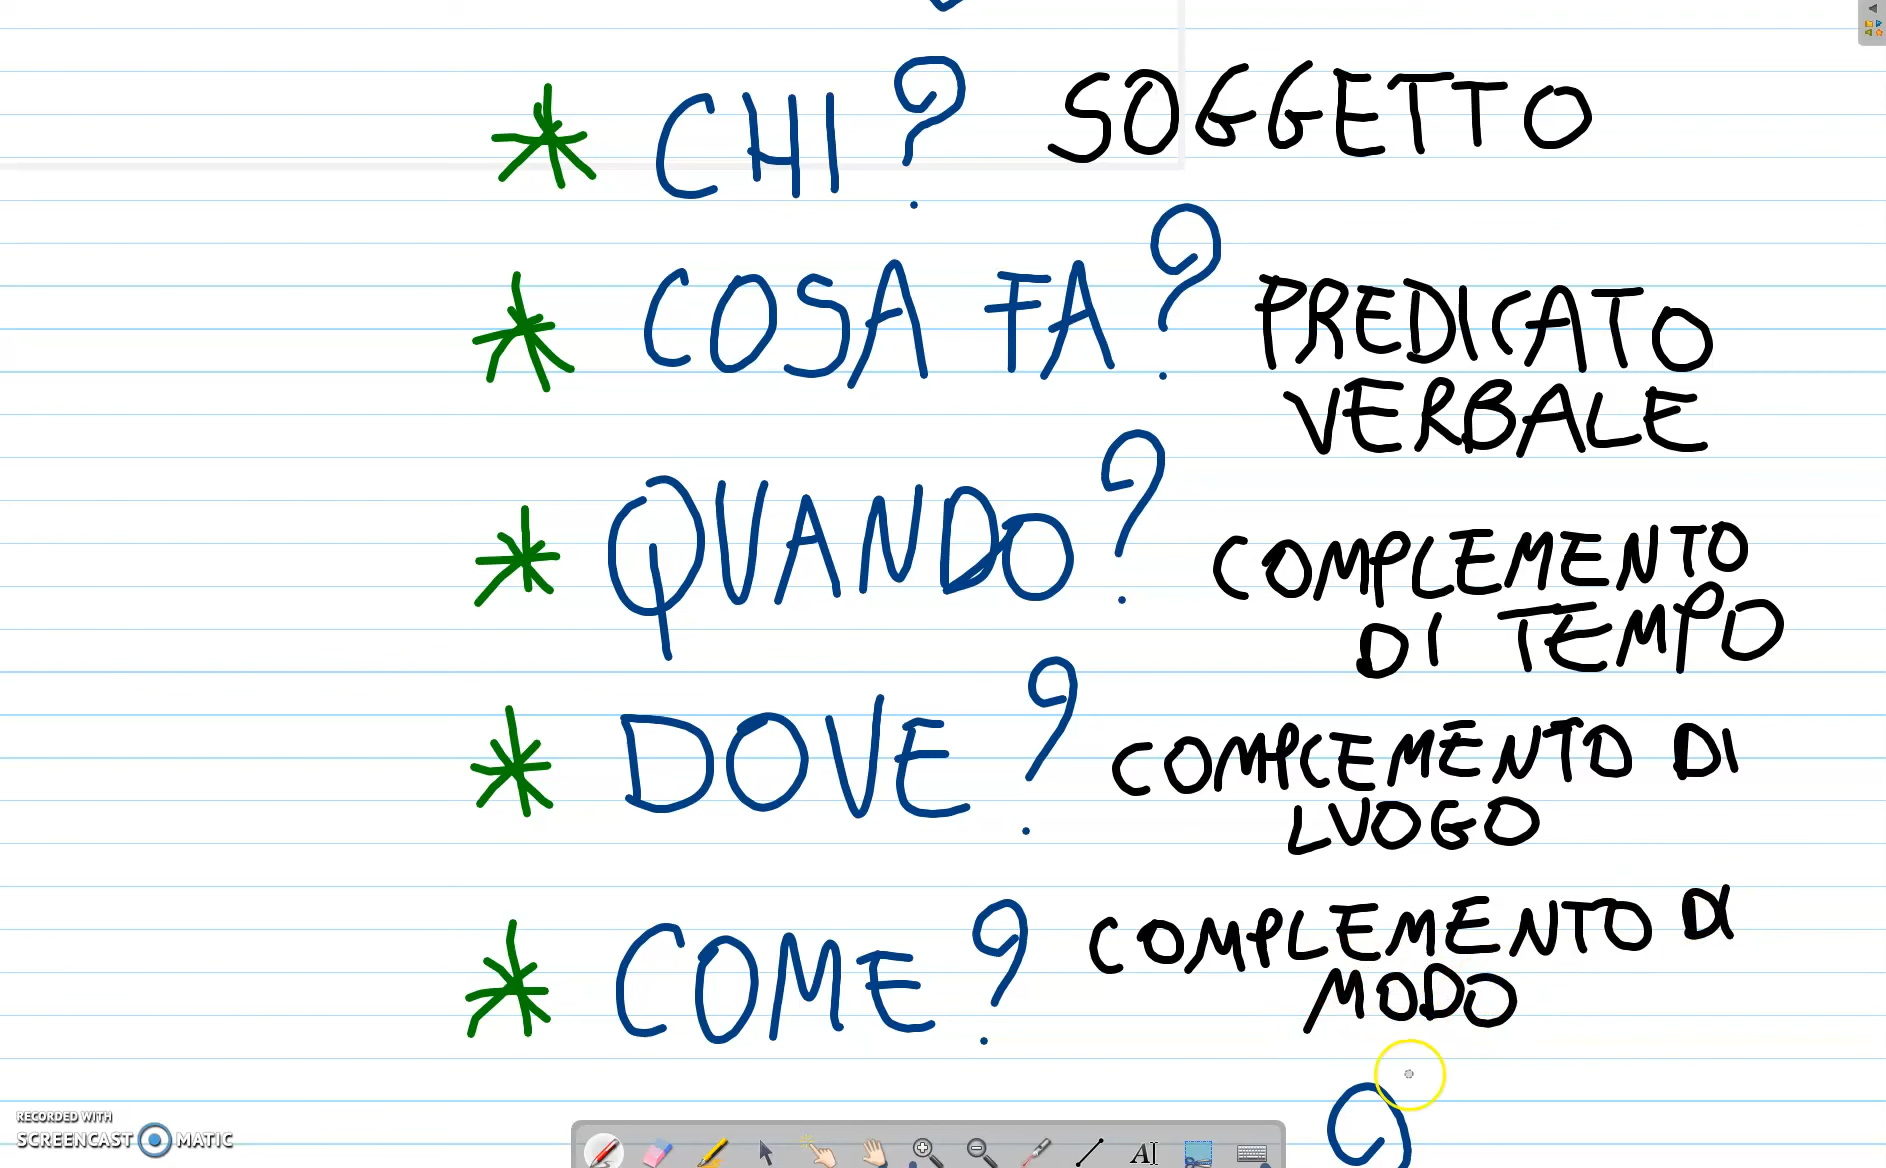 CHI? SOGGETTO
COSA FA? PREDICATO
VERBALE
QUANDO? COMPLEMENTO
DI TEMPO
DOVE? COMPLEMENTO DI
LUOGO
COME? COMPLEMENTO DI
MODO
RECORDED WITH
SCREENCAST MATIC